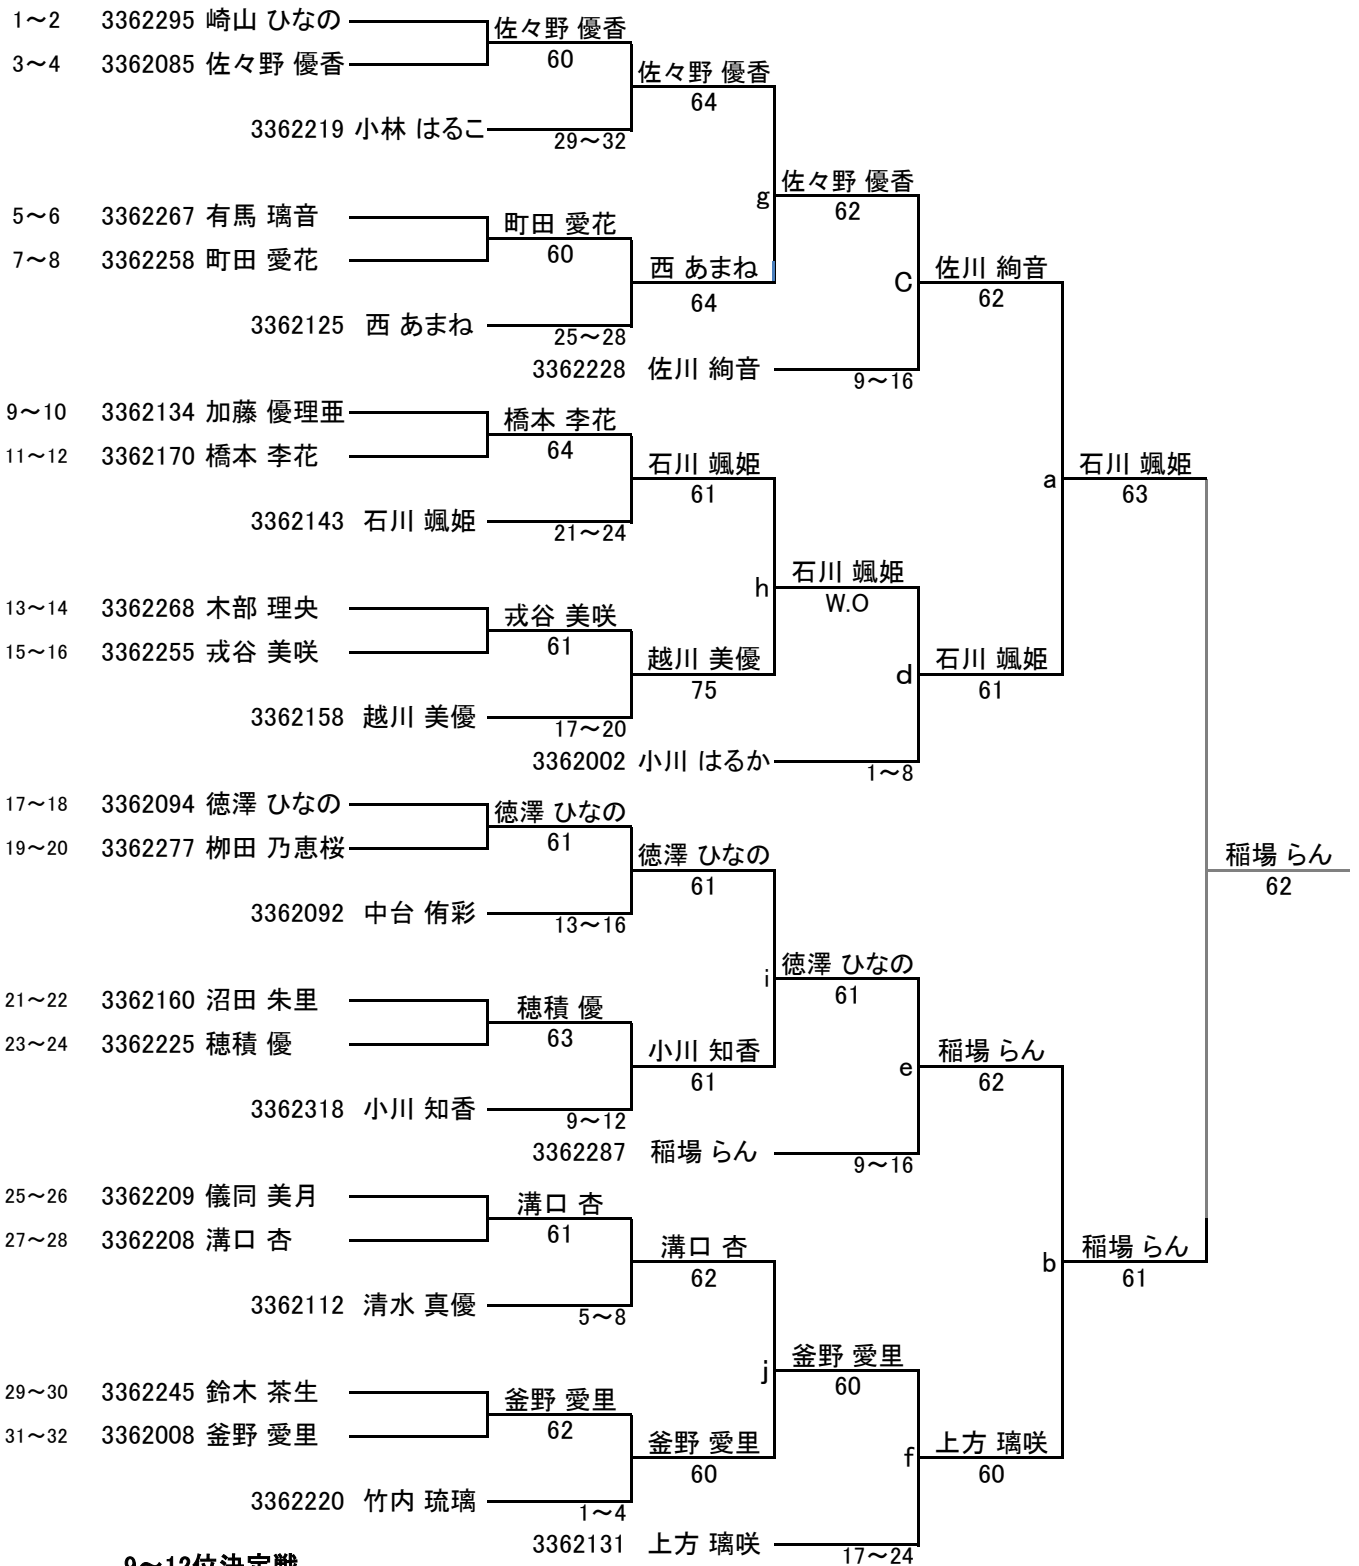 1～2 3362295 崎山 ひなの
佐々野 優香
60
3～4 3362085 佐々野 優香
佐々野 優香
64
3362219 小林 はるこ
29～32
佐々野 優香
g
62
5～6 3362267 有馬 璃音
町田 愛花
60
7～8 3362258 町田 愛花
西 あまね
64
C
佐川 絢音
62
3362125 西 あまね
25～28
3362228 佐川 絢音
9～16
9～10 3362134 加藤 優理亜
橋本 李花
64
11～12 3362170 橋本 李花
石川 颯姫
61
a
石川 颯姫
63
3362143 石川 颯姫
21～24
石川 颯姫
h
W.O
13～14 3362268 木部 理央
戎谷 美咲
61
15～16 3362255 戎谷 美咲
越川 美優
75
d
石川 颯姫
61
3362158 越川 美優
17～20
3362002 小川 はるか
1～8
17～18 3362094 徳澤 ひなの
徳澤 ひなの
61
19～20 3362277 栁田 乃恵桜
徳澤 ひなの
61
稲場 らん
62
3362092 中台 侑彩
13～16
徳澤 ひなの
i
61
21～22 3362160 沼田 朱里
穂積 優
63
23～24 3362225 穂積 優
小川 知香
61
e
稲場 らん
62
3362318 小川 知香
9～12
3362287 稲場 らん
9～16
25～26 3362209 儀同 美月
溝口 杏
61
27～28 3362208 溝口 杏
溝口 杏
62
b
稲場 らん
61
3362112 清水 真優
5～8
釜野 愛里
j
60
29～30 3362245 鈴木 茶生
釜野 愛里
62
31～32 3362008 釜野 愛里
釜野 愛里
60
f
上方 璃咲
60
3362220 竹内 琉璃
1～4
3362131 上方 璃咲
17～24
9～12位決定戦